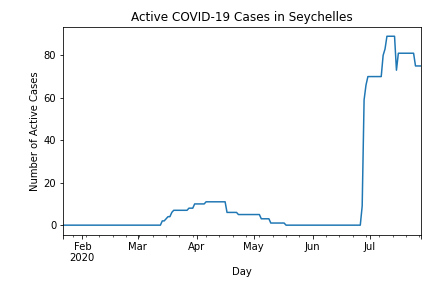 Active COVID-19 Cases in Seychelles
Number of Active Cases
80
60
40
20
0
Feb Mar Apr May Jun Jul
2020
Day